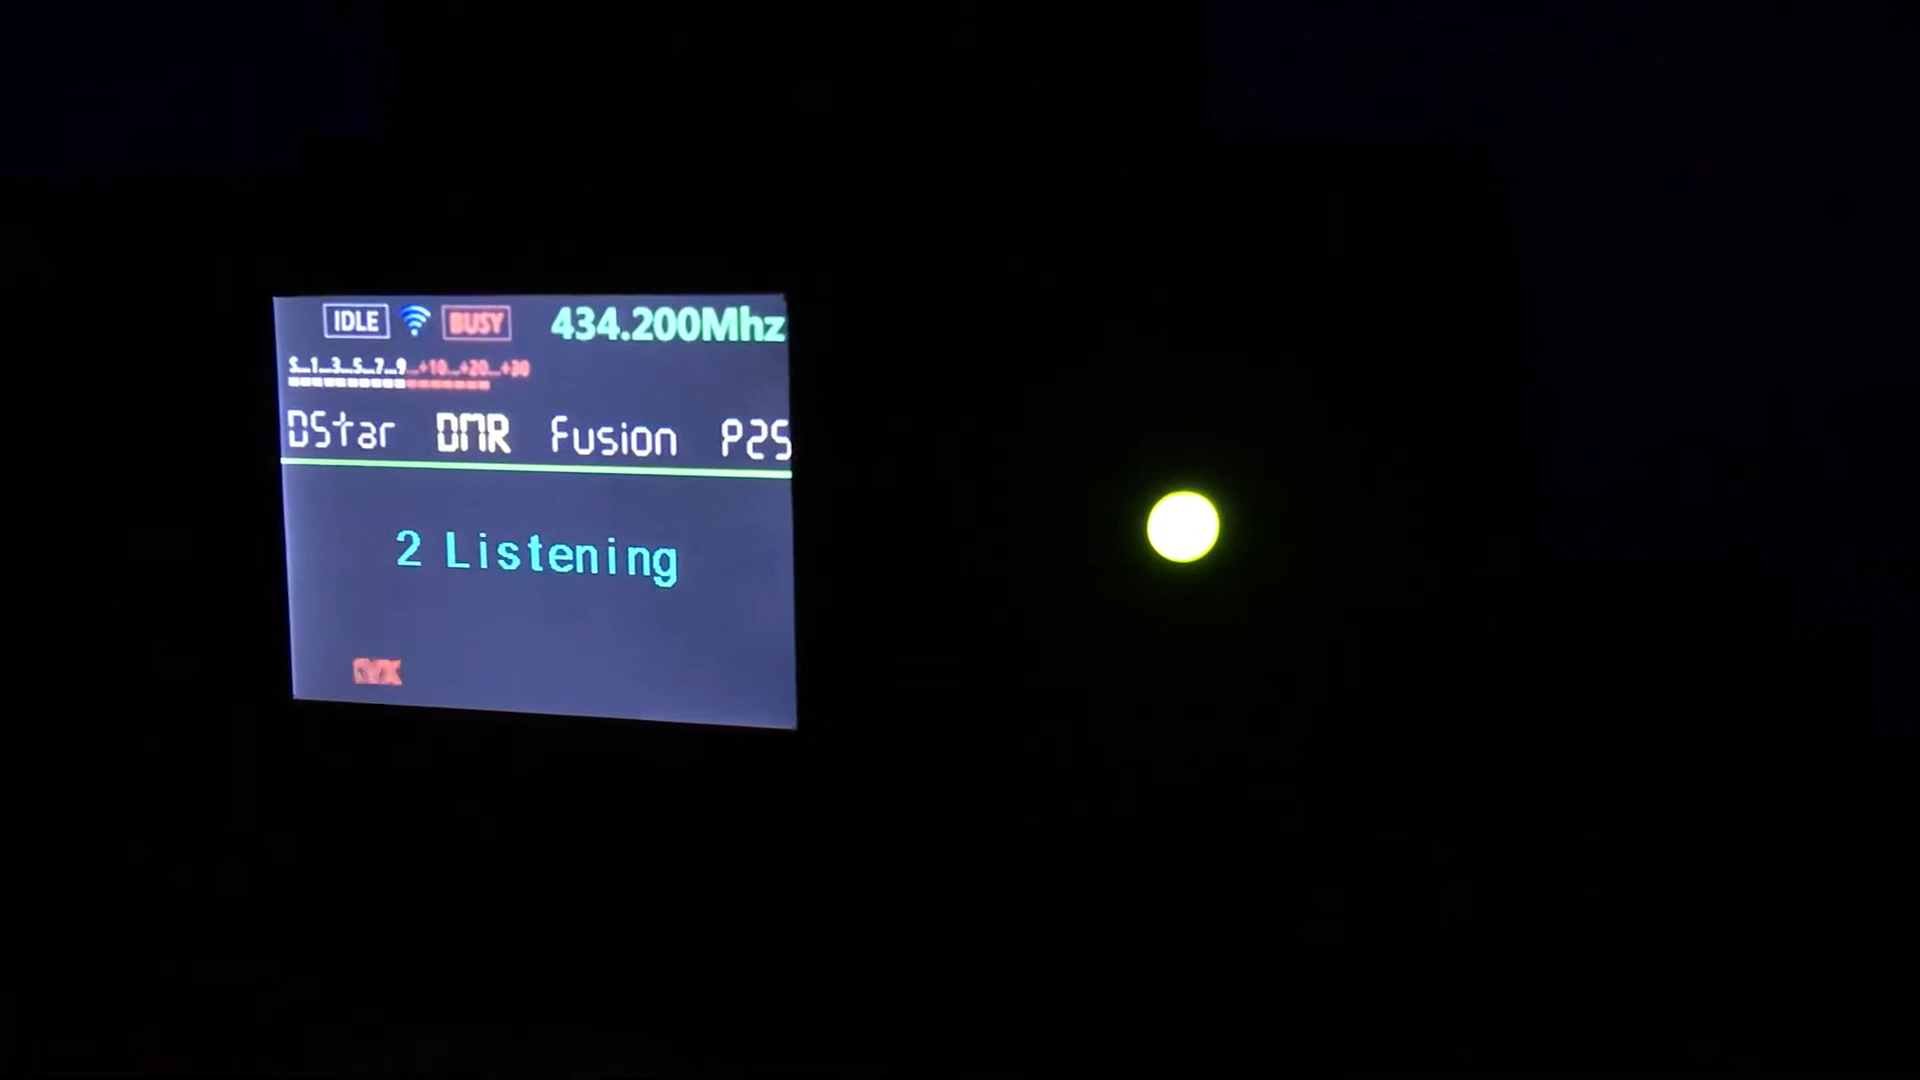 IDLE BUSY 434.200Mhz
S...1...3...5...7...9...+10...+20...+30
DStar DMR Fusion P25
2 Listening